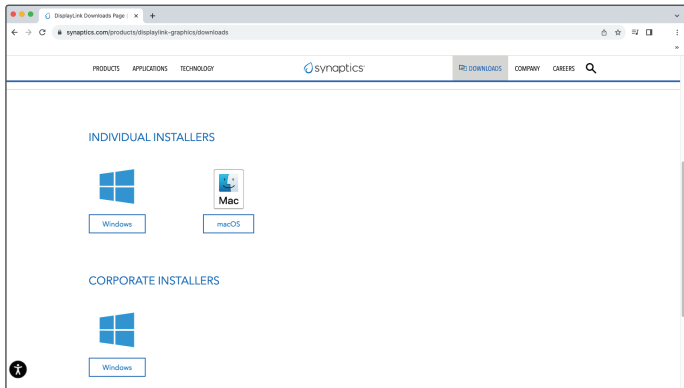 DisplayLink Downloads Page |
synaptics.com/products/displaylink-graphics/downloads
PRODUCTS APPLICATIONS TECHNOLOGY synaptics DOWNLOADS COMPANY CAREERS
INDIVIDUAL INSTALLERS
Mac
Windows macOS
CORPORATE INSTALLERS
Windows